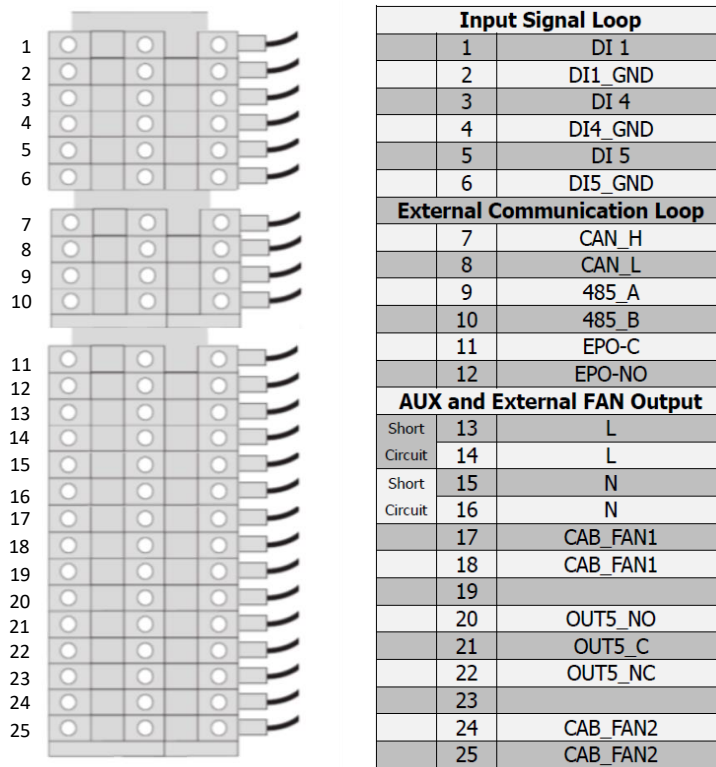 1
2
3
4
5
6
7
8
9
10
11
12
13
14
15
16
17
18
19
20
21
22
23
24
25
Input Signal Loop
1 DI 1
2 DI1_GND
3 DI 4
4 DI4_GND
5 DI 5
6 DI5_GND
External Communication Loop
7 CAN_H
8 CAN_L
9 485_A
10 485_B
11 EPO-C
12 EPO-NO
AUX and External FAN Output
Short 13 L
Circuit 14 L
Short 15 N
Circuit 16 N
17 CAB_FAN1
18 CAB_FAN1
19
20 OUT5_NO
21 OUT5_C
22 OUT5_NC
23
24 CAB_FAN2
25 CAB_FAN2